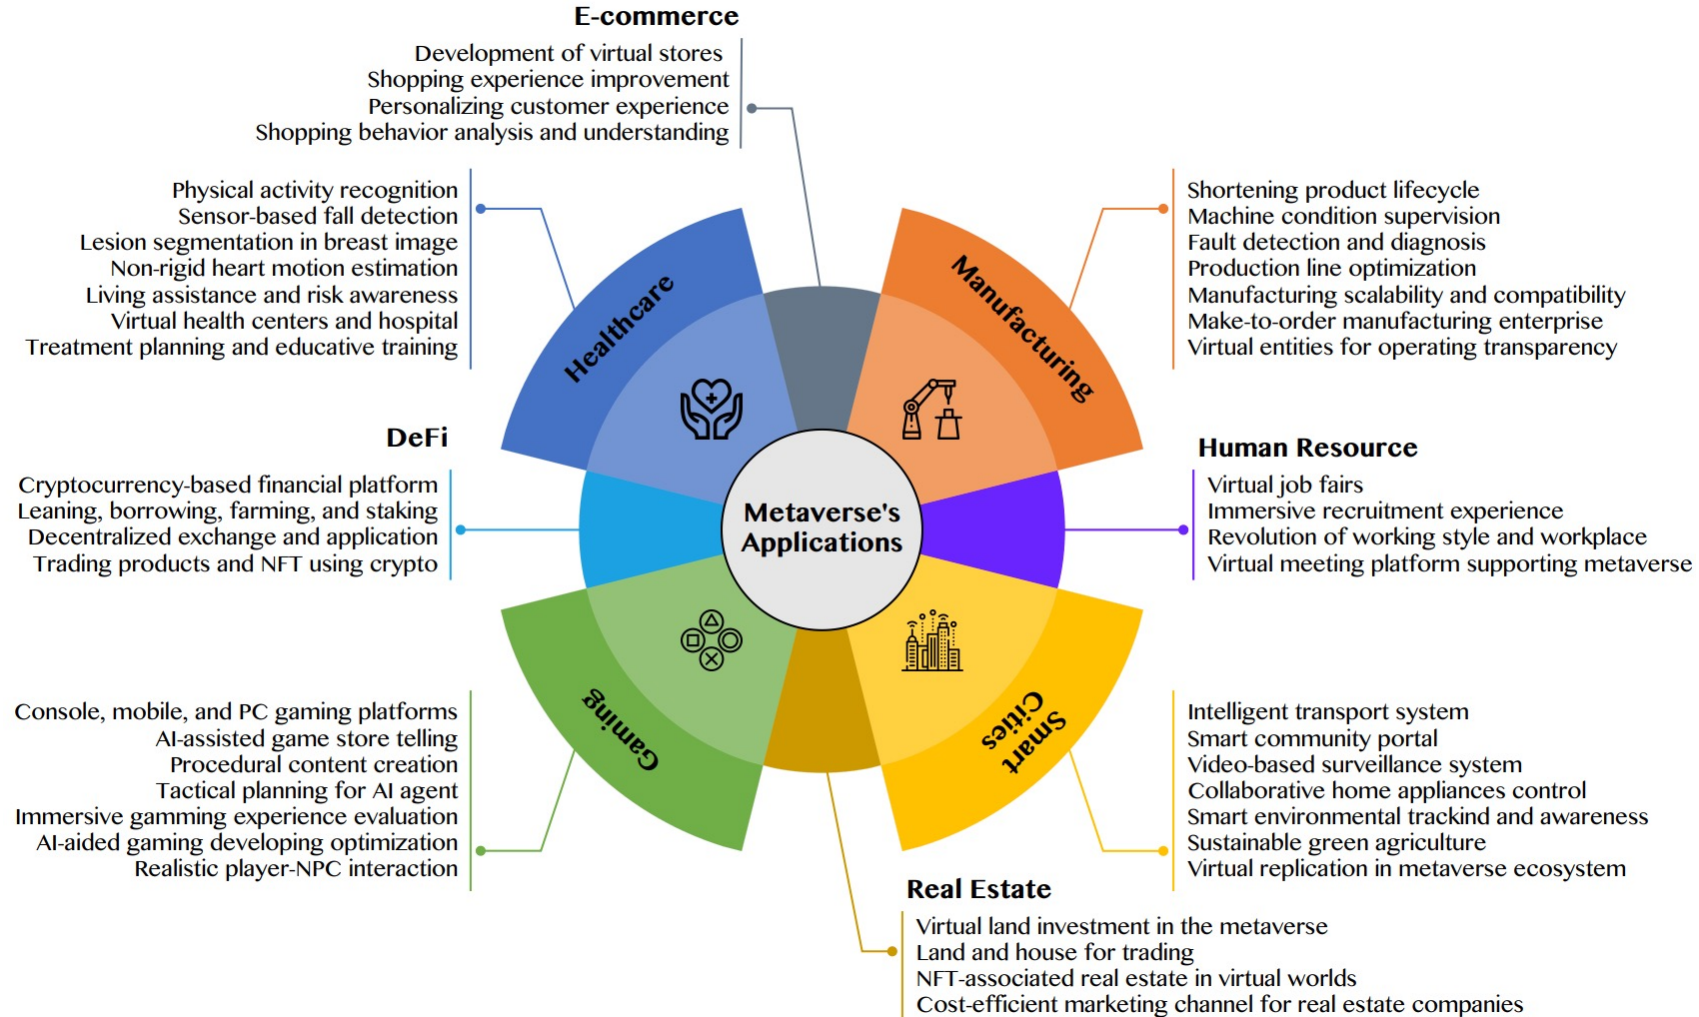 E-commerce
Development of virtual stores
Shopping experience improvement
Personalizing customer experience
Shopping behavior analysis and understanding
Healthcare
Physical activity recognition
Sensor-based fall detection
Lesion segmentation in breast image
Non-rigid heart motion estimation
Living assistance and risk awareness
Virtual health centers and hospital
Treatment planning and educative training
Manufacturing
Shortening product lifecycle
Machine condition supervision
Fault detection and diagnosis
Production line optimization
Manufacturing scalability and compatibility
Make-to-order manufacturing enterprise
Virtual entities for operating transparency
DeFi
Cryptocurrency-based financial platform
Leaning, borrowing, farming, and staking
Decentralized exchange and application
Trading products and NFT using crypto
Metaverse's
Applications
Human Resource
Virtual job fairs
Immersive recruitment experience
Revolution of working style and workplace
Virtual meeting platform supporting metaverse
Gaming
Console, mobile, and PC gaming platforms
AI-assisted game store telling
Procedural content creation
Tactical planning for AI agent
Immersive gamming experience evaluation
AI-aided gaming developing optimization
Realistic player-NPC interaction
Smart
Cities
Intelligent transport system
Smart community portal
Video-based surveillance system
Collaborative home appliances control
Smart environmental trackind and awareness
Sustainable green agriculture
Virtual replication in metaverse ecosystem
Real Estate
Virtual land investment in the metaverse
Land and house for trading
NFT-associated real estate in virtual worlds
Cost-efficient marketing channel for real estate companies